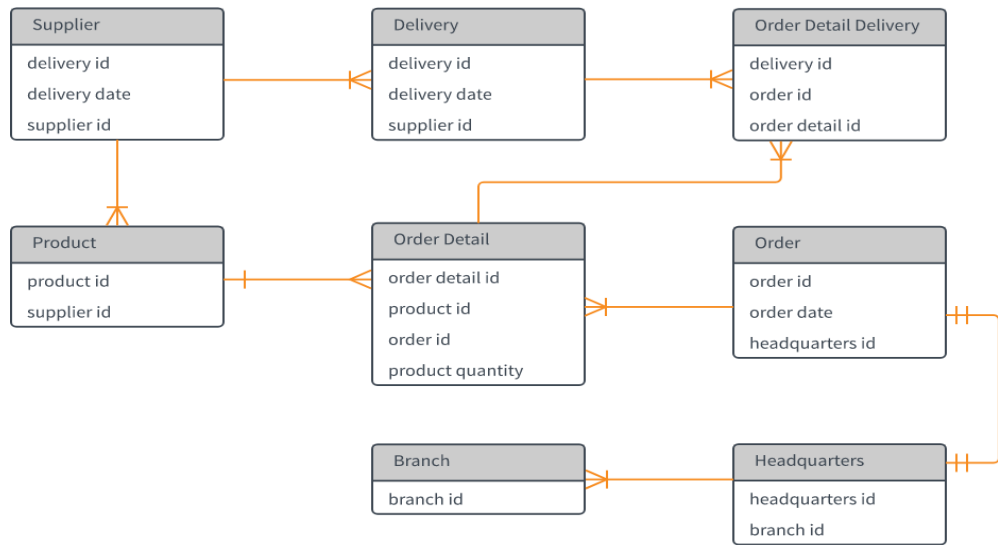 Supplier
delivery id
delivery date
supplier id
Delivery
delivery id
delivery date
supplier id
Order Detail Delivery
delivery id
order id
order detail id
Product
product id
supplier id
Order Detail
order detail id
product id
order id
product quantity
Order
order id
order date
headquarters id
Branch
branch id
Headquarters
headquarters id
branch id